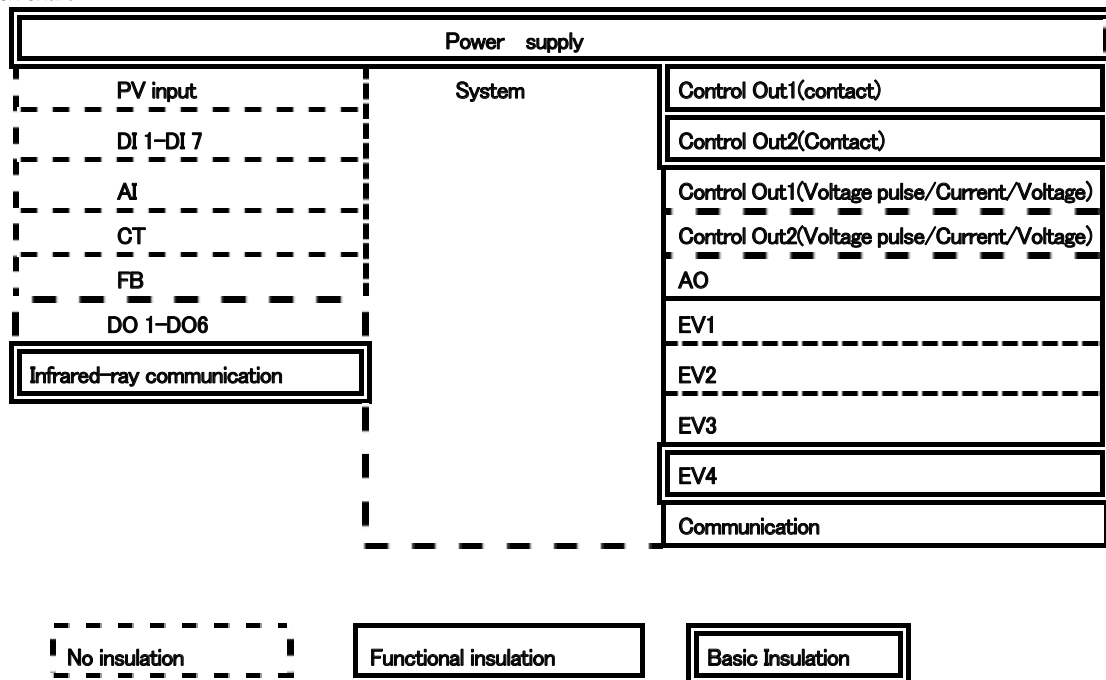 Power supply
PV input
System
Control Out1(contact)
DI 1-DI 7
Control Out2(Contact)
AI
Control Out1(Voltage pulse/Current/Voltage)
CT
Control Out2(Voltage pulse/Current/Voltage)
FB
AO
DO 1-DO6
EV1
Infrared-ray communication
EV2
EV3
EV4
Communication
No insulation
Functional insulation
Basic Insulation